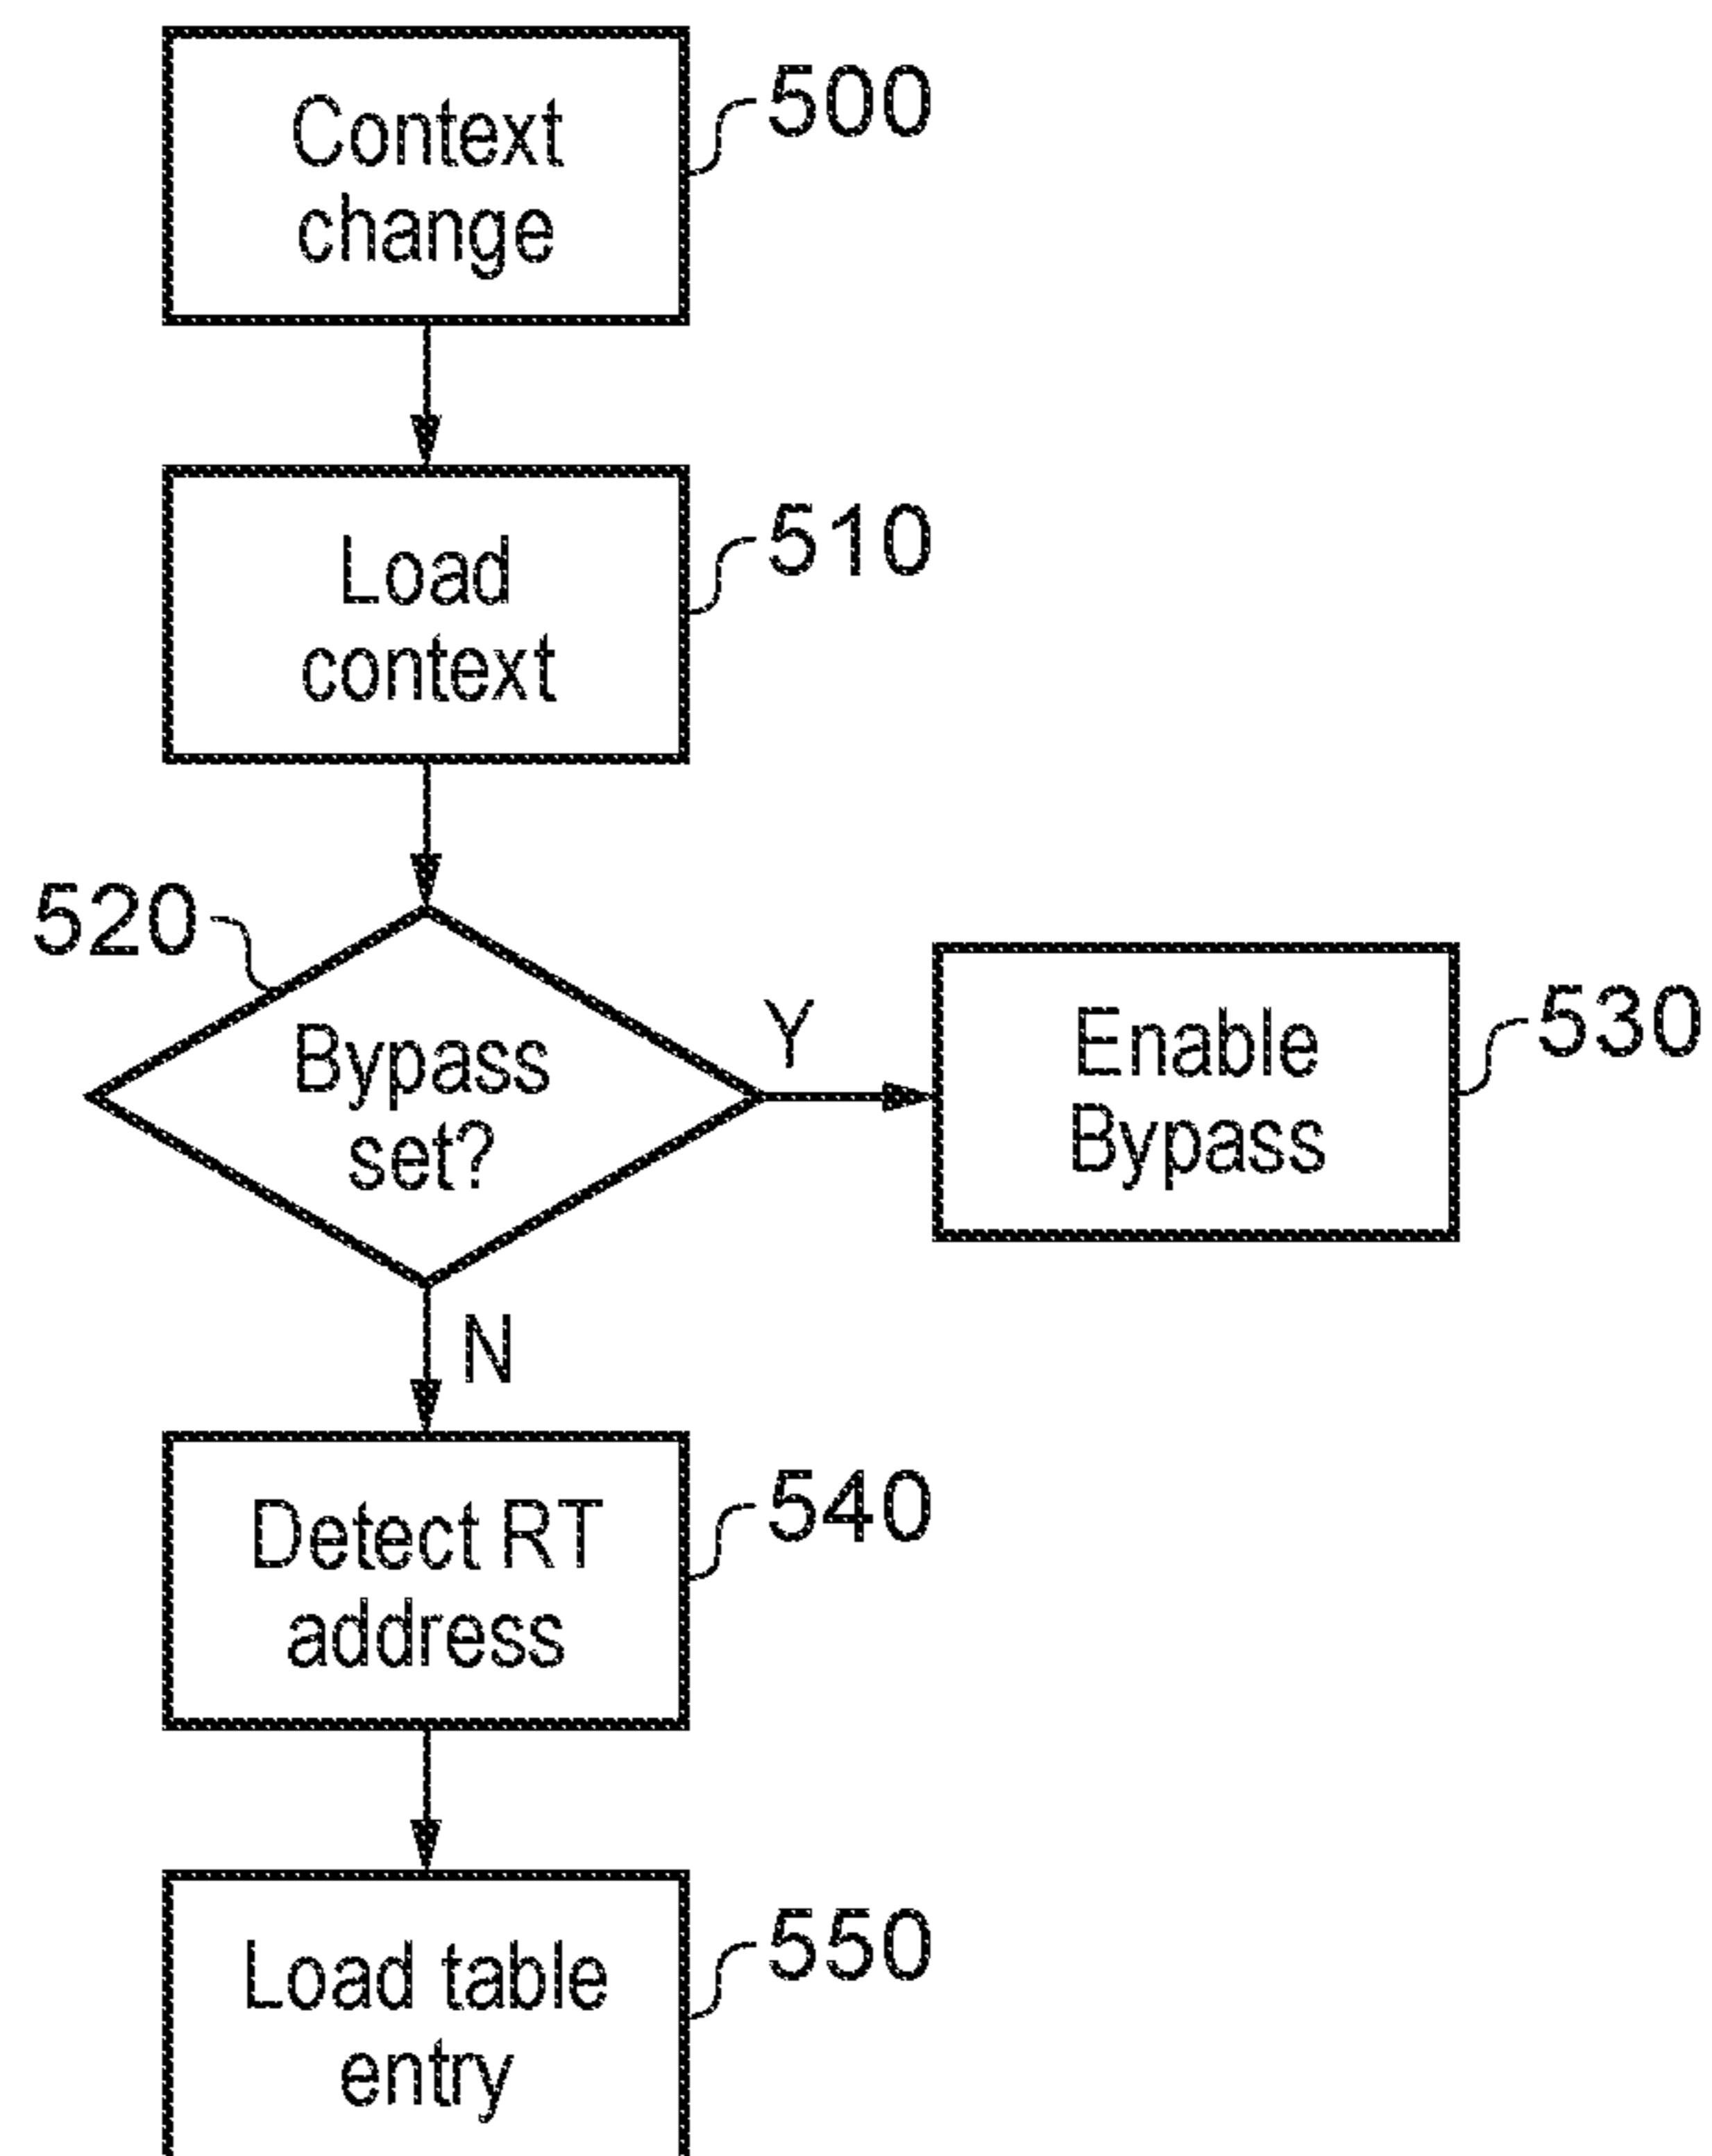 Context
change
500
Load
context
510
520
Bypass
set?
Y
Enable
Bypass
530
N
Detect RT
address
540
Load table
entry
550